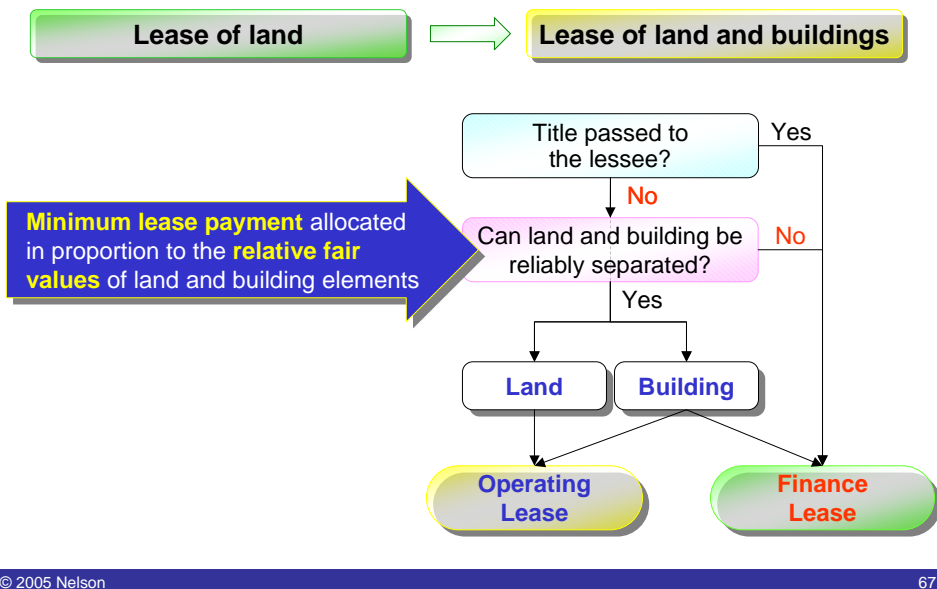 Lease of land
Lease of land and buildings
Title passed to
the lessee?
Yes
No
Minimum lease payment allocated
in proportion to the relative fair
values of land and building elements
Can land and building be
reliably separated?
No
Yes
Land
Building
Operating
Lease
Finance
Lease
© 2005 Nelson
67